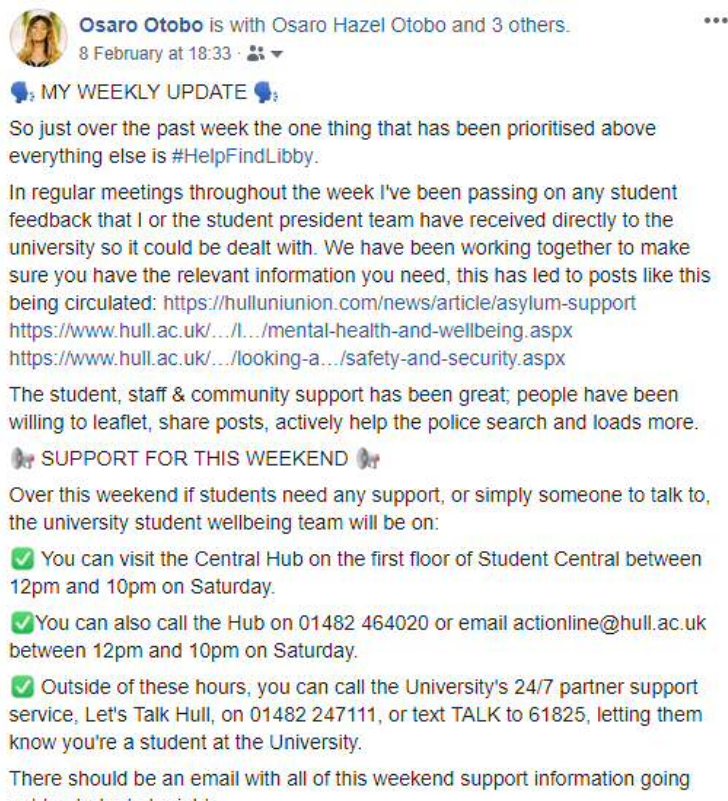 Osaro Otobo is with Osaro Hazel Otobo and 3 others.
8 February at 18:33 ·
MY WEEKLY UPDATE
So just over the past week the one thing that has been prioritised above
everything else is #HelpFindLibby.
In regular meetings throughout the week I've been passing on any student
feedback that I or the student president team have received directly to the
university so it could be dealt with. We have been working together to make
sure you have the relevant information you need, this has led to posts like this
being circulated: https://hulluniunion.com/news/article/asylum-support
https://www.hull.ac.uk/…/l…/mental-health-and-wellbeing.aspx
https://www.hull.ac.uk/…/looking-a…/safety-and-security.aspx
The student, staff & community support has been great; people have been
willing to leaflet, share posts, actively help the police search and loads more.
SUPPORT FOR THIS WEEKEND
Over this weekend if students need any support, or simply someone to talk to,
the university student wellbeing team will be on:
✅ You can visit the Central Hub on the first floor of Student Central between
12pm and 10pm on Saturday.
✅You can also call the Hub on 01482 464020 or email actionline@hull.ac.uk
between 12pm and 10pm on Saturday.
✅ Outside of these hours, you can call the University's 24/7 partner support
service, Let's Talk Hull, on 01482 247111, or text TALK to 61825, letting them
know you're a student at the University.
There should be an email with all of this weekend support information going